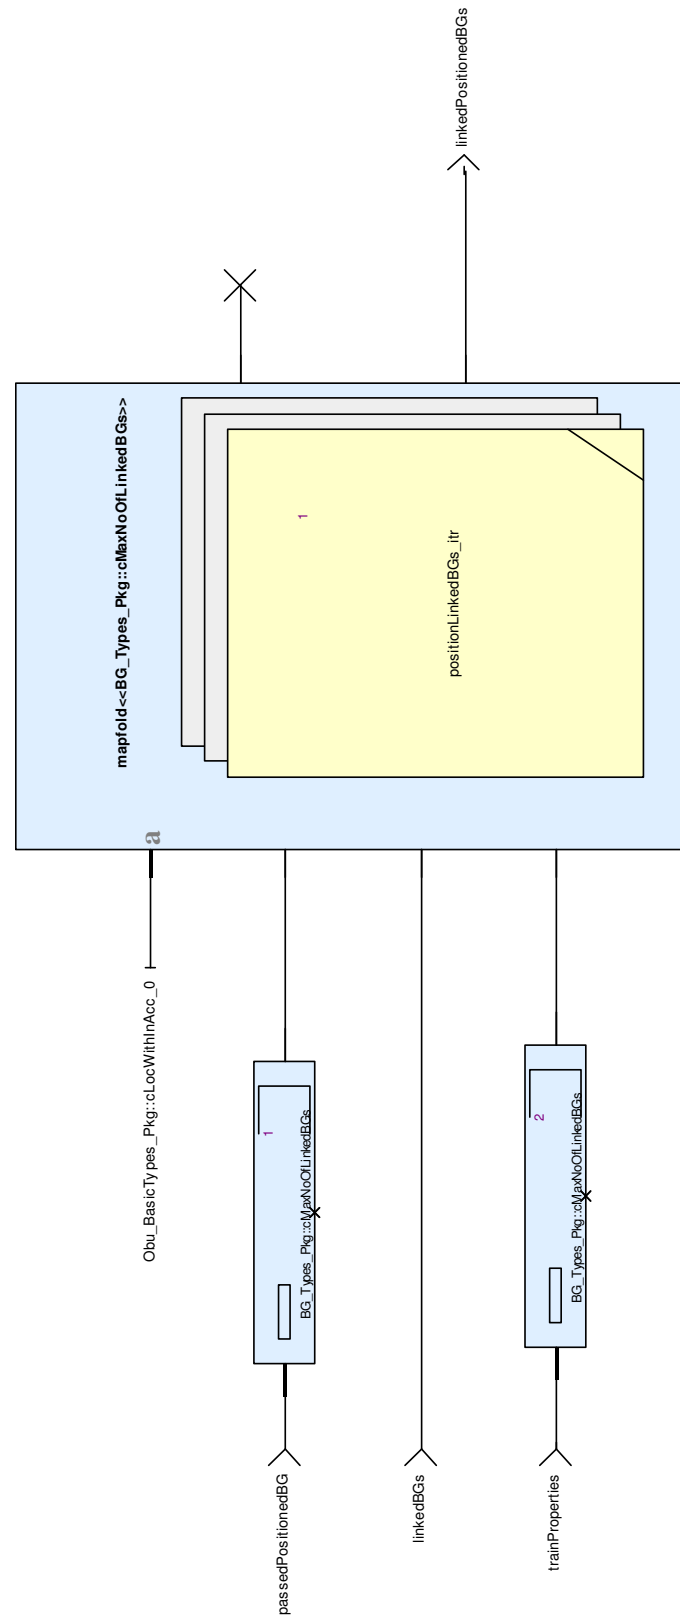 mapfold<<BG_Types_Pkg::cMaxNoOfLinkedBGs>>
a
Obu_BasicTypes_Pkg::cLocWithInAcc_0
1
positionLinkedBGs_itr
passedPositionedBG
1
BG_Types_Pkg::cMaxNoOfLinkedBGs
linkedBGs
trainProperties
2
BG_Types_Pkg::cMaxNoOfLinkedBGs
linkedPositionedBGs